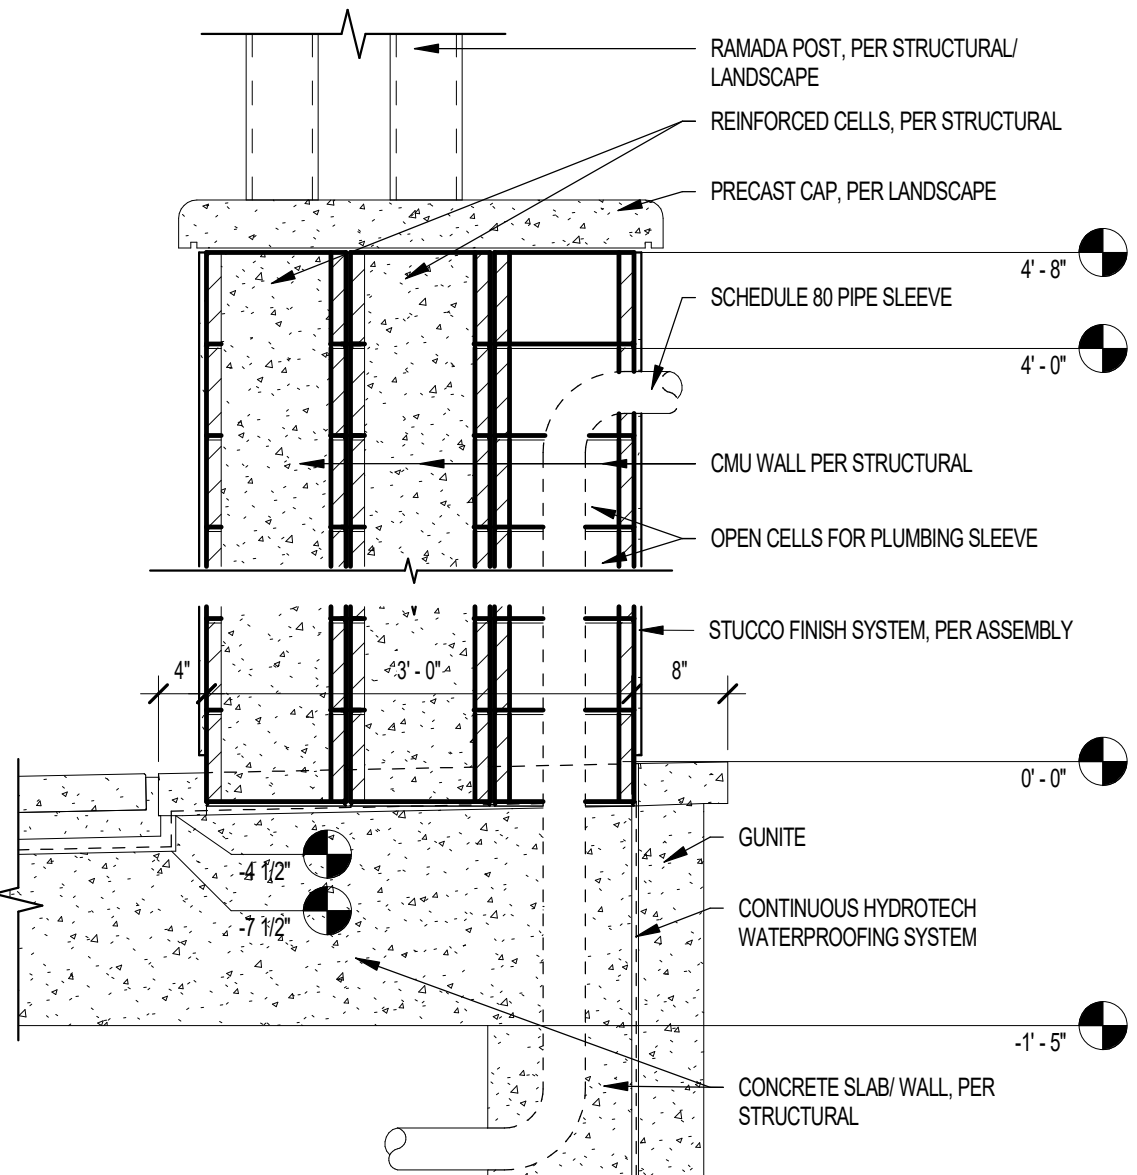 RAMADA POST, PER STRUCTURAL/
LANDSCAPE
REINFORCED CELLS, PER STRUCTURAL
PRECAST CAP, PER LANDSCAPE
4' - 8"
SCHEDULE 80 PIPE SLEEVE
4' - 0"
CMU WALL PER STRUCTURAL
OPEN CELLS FOR PLUMBING SLEEVE
STUCCO FINISH SYSTEM, PER ASSEMBLY
4"
3' - 0"
8"
0' - 0"
GUNITE
-4 1/2"
-7 1/2"
CONTINUOUS HYDROTECH
WATERPROOFING SYSTEM
-1' - 5"
CONCRETE SLAB/ WALL, PER
STRUCTURAL